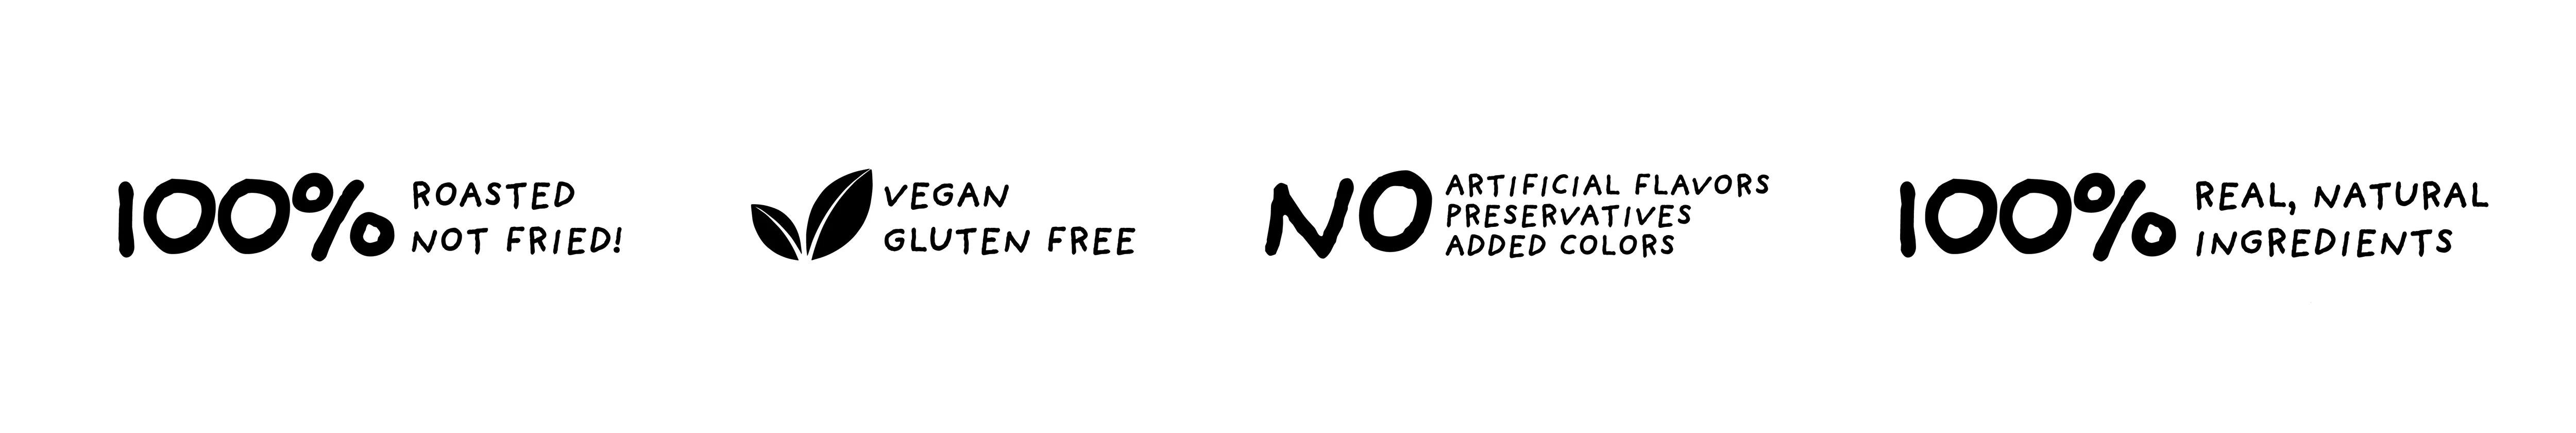 100% ROASTED
NOT FRIED!
VEGAN
GLUTEN FREE
NO ARTIFICIAL FLAVORS
PRESERVATIVES
ADDED COLORS
100% REAL, NATURAL
INGREDIENTS